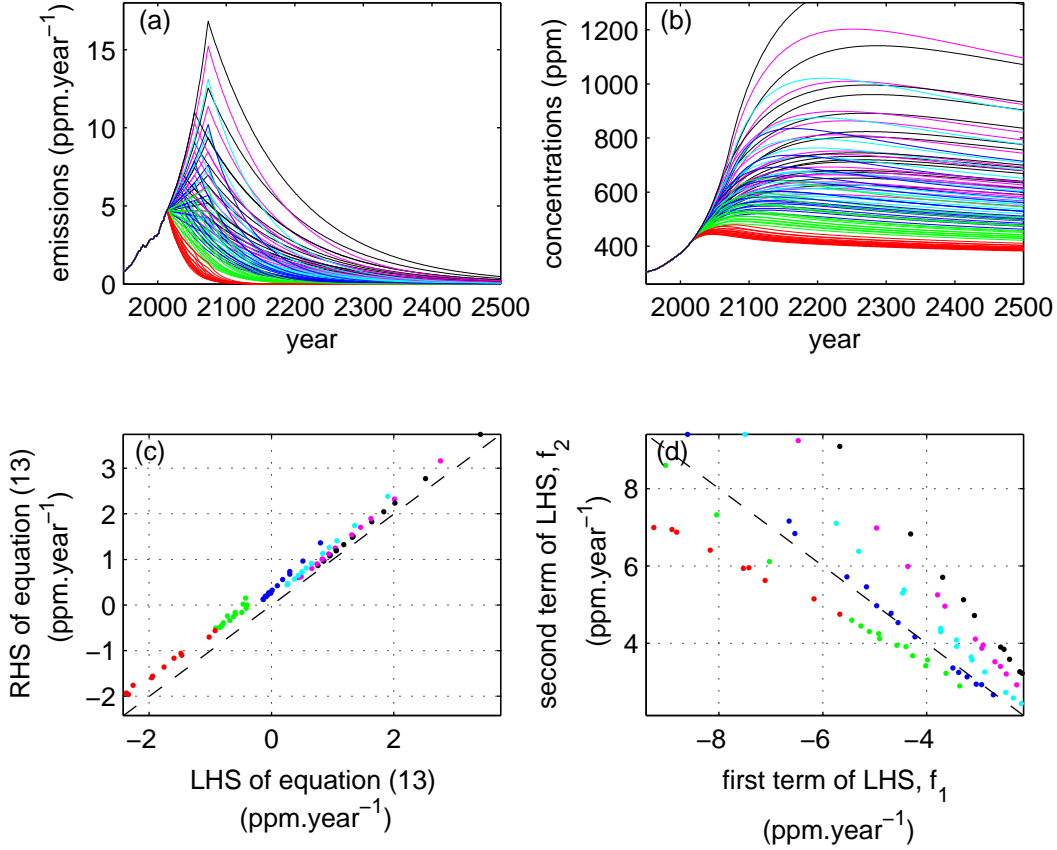 (a)
emissions (ppm.year⁻¹)
15
10
5
0
2000 2100 2200 2300 2400 2500
year
(b)
concentrations (ppm)
1200
1000
800
600
400
2000 2100 2200 2300 2400 2500
year
(c)
RHS of equation (13)
(ppm.year⁻¹)
3
2
1
0
−1
−2
−2 0 2
LHS of equation (13)
(ppm.year⁻¹)
(d)
second term of LHS, f₂
(ppm.year⁻¹)
8
6
4
−8 −6 −4
first term of LHS, f₁
(ppm.year⁻¹)